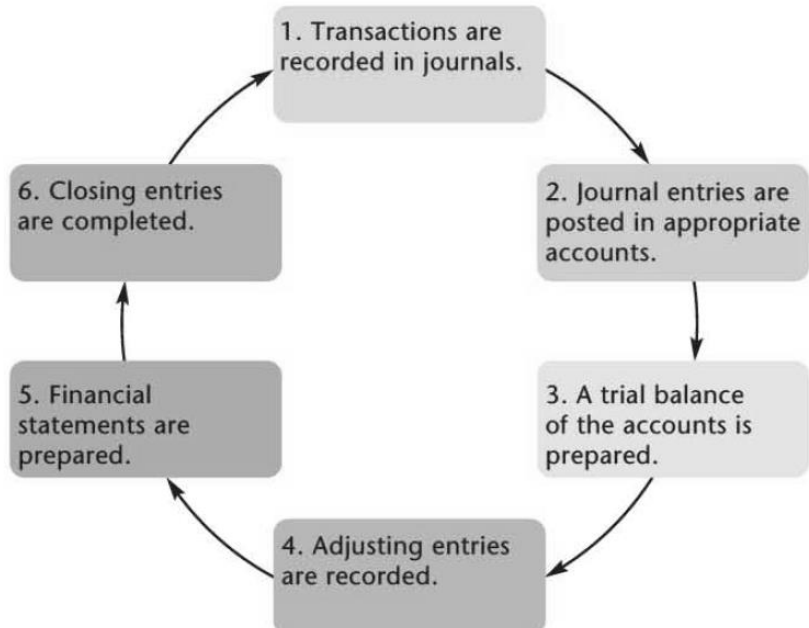 1. Transactions are
recorded in journals.
2. Journal entries are
posted in appropriate
accounts.
3. A trial balance
of the accounts is
prepared.
4. Adjusting entries
are recorded.
5. Financial
statements are
prepared.
6. Closing entries
are completed.